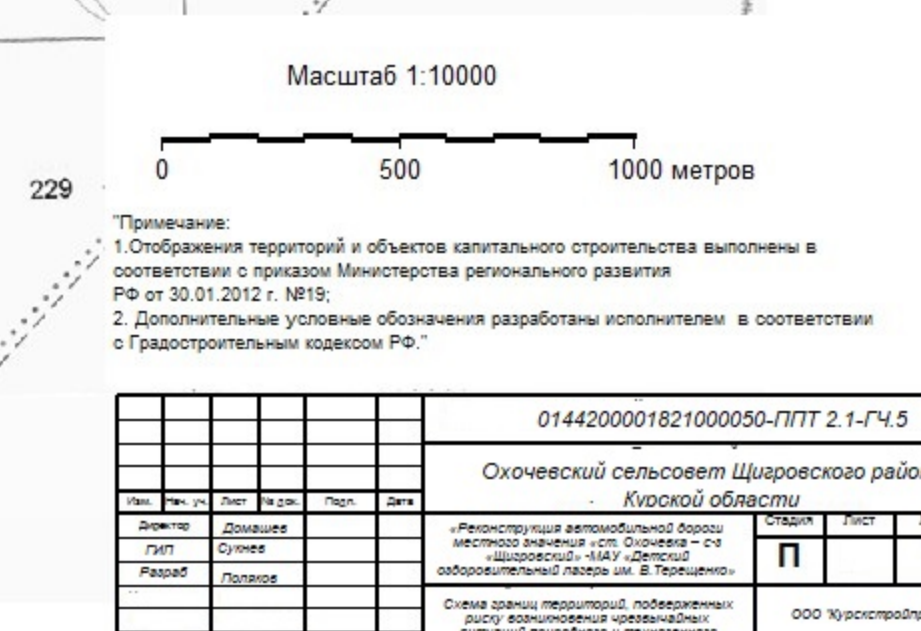 Масштаб 1:10000
0 500 1000 метров
229
"Примечание:
1.Отображения территорий и объектов капитального строительства выполнены в
соответствии с приказом Министерства регионального развития
РФ от 30.01.2012 г. №19;
2. Дополнительные условные обозначения разработаны исполнителем в соответствии
с Градостроительным кодексом РФ."
0144200001821000050-ППТ 2.1-ГЧ.5
Охочевский сельсовет Щигровского
Курской области
Изм. Нач. уч. Лист № док. Подп. Дата
Директор Домашев
ГИП Сукнев
Разраб Поляков
«Реконструкция автомобильной дороги
местного значения «ст. Охочевка – с-з
«Щигровский» -МАУ «Детский
оздоровительный лагерь им. В.Терещенко»
Стадия Лист
П
Схема границ территорий, подверженных
риску возникновения чрезвычайных
ООО